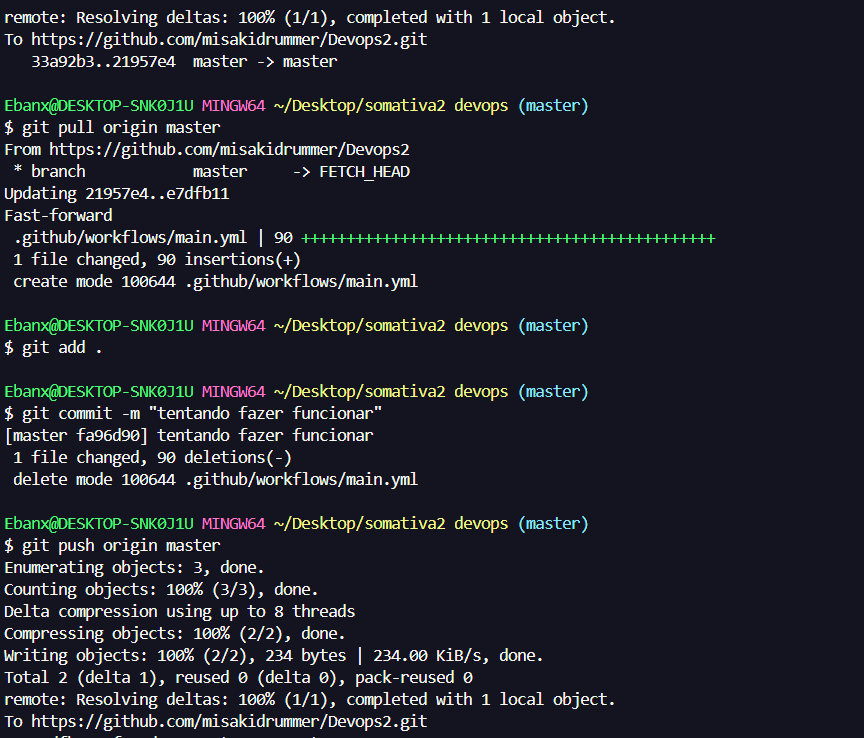 remote: Resolving deltas: 100% (1/1), completed with 1 local object.
To https://github.com/misakidrummer/Devops2.git
   33a92b3..21957e4  master -> master
Ebanx@DESKTOP-SNK0J1U MINGW64 ~/Desktop/somativa2 devops (master)
$ git pull origin master
From https://github.com/misakidrummer/Devops2
 * branch            master     -> FETCH_HEAD
Updating 21957e4..e7dfb11
Fast-forward
 .github/workflows/main.yml | 90 ++++++++++++++++++++++++++++++++++++++++++++++
 1 file changed, 90 insertions(+)
 create mode 100644 .github/workflows/main.yml
Ebanx@DESKTOP-SNK0J1U MINGW64 ~/Desktop/somativa2 devops (master)
$ git add .
Ebanx@DESKTOP-SNK0J1U MINGW64 ~/Desktop/somativa2 devops (master)
$ git commit -m "tentando fazer funcionar"
[master fa96d90] tentando fazer funcionar
 1 file changed, 90 deletions(-)
 delete mode 100644 .github/workflows/main.yml
Ebanx@DESKTOP-SNK0J1U MINGW64 ~/Desktop/somativa2 devops (master)
$ git push origin master
Enumerating objects: 3, done.
Counting objects: 100% (3/3), done.
Delta compression using up to 8 threads
Compressing objects: 100% (2/2), done.
Writing objects: 100% (2/2), 234 bytes | 234.00 KiB/s, done.
Total 2 (delta 1), reused 0 (delta 0), pack-reused 0
remote: Resolving deltas: 100% (1/1), completed with 1 local object.
To https://github.com/misakidrummer/Devops2.git